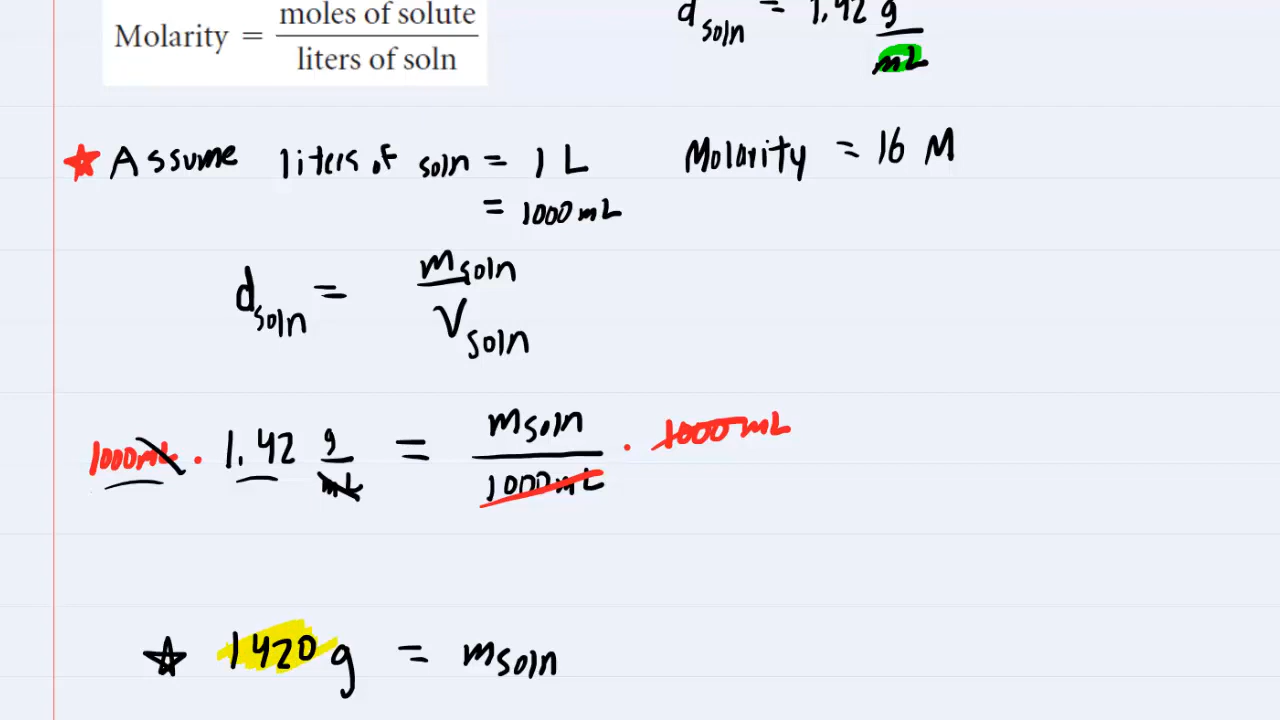 Molarity = moles of solute / liters of soln
d soln = 1.42 g / mL
Assume liters of soln = 1 L
= 1000 mL
Molarity = 16 M
d soln = m soln / V soln
1000 mL · 1.42 g / mL = m soln / 1000 mL · 1000 mL
1420 g = m soln